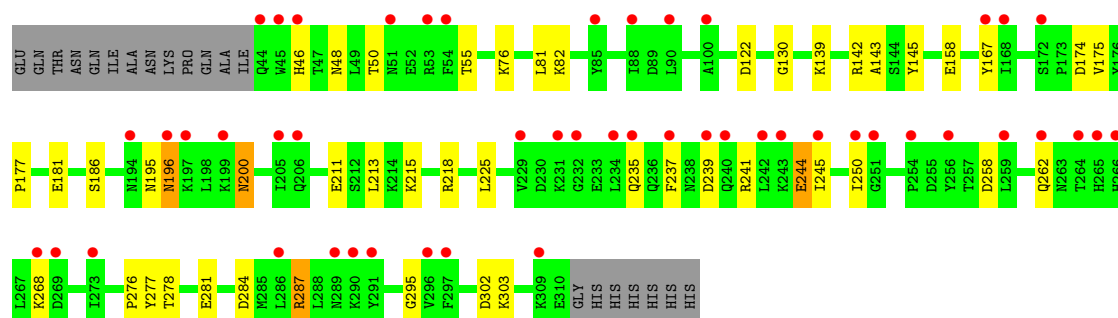 GLU GLN THR ASN GLN ILE ALA ASN LYS PRO GLN ALA ILE Q44 W45 H46 T47 N48 L49 T50 N51 E52 R53 F54 T55 K76 L81 K82 Y85 I88 D89 L90 A100 D122 G130 K139 R142 A143 S144 Y145 E158 Y167 I168 S172 P173 D174 V175 Y176
P177 E181 S186 N194 N195 N196 K197 L198 K199 N200 I205 Q206 E211 S212 L213 K214 K215 R218 L225 V229 D230 K231 G232 E233 L234 Q235 Q236 F237 N238 D239 Q240 R241 L242 K243 E244 I245 I250 G251 P254 D255 Y256 T257 D258 L259 Q262 N263 T264 H265 H266
L267 K268 D269 I273 P276 Y277 T278 E281 D284 M285 L286 R287 L288 N289 K290 Y291 G295 V296 F297 D302 K303 K309 E310 GLY HIS HIS HIS HIS HIS HIS